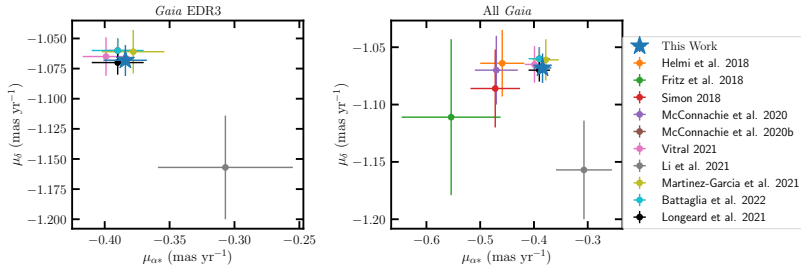 Gaia EDR3
−1.050
−1.075
−1.100
−1.125
−1.150
−1.175
−1.200
μδ (mas yr−1)
−0.40
−0.35
−0.30
−0.25
μα∗ (mas yr−1)
All Gaia
−1.05
−1.10
−1.15
−1.20
μδ (mas yr−1)
−0.6
−0.5
−0.4
−0.3
μα∗ (mas yr−1)
This Work
Helmi et al. 2018
Fritz et al. 2018
Simon 2018
McConnachie et al. 2020
McConnachie et al. 2020b
Vitral 2021
Li et al. 2021
Martinez-Garcia et al. 2021
Battaglia et al. 2022
Longeard et al. 2021